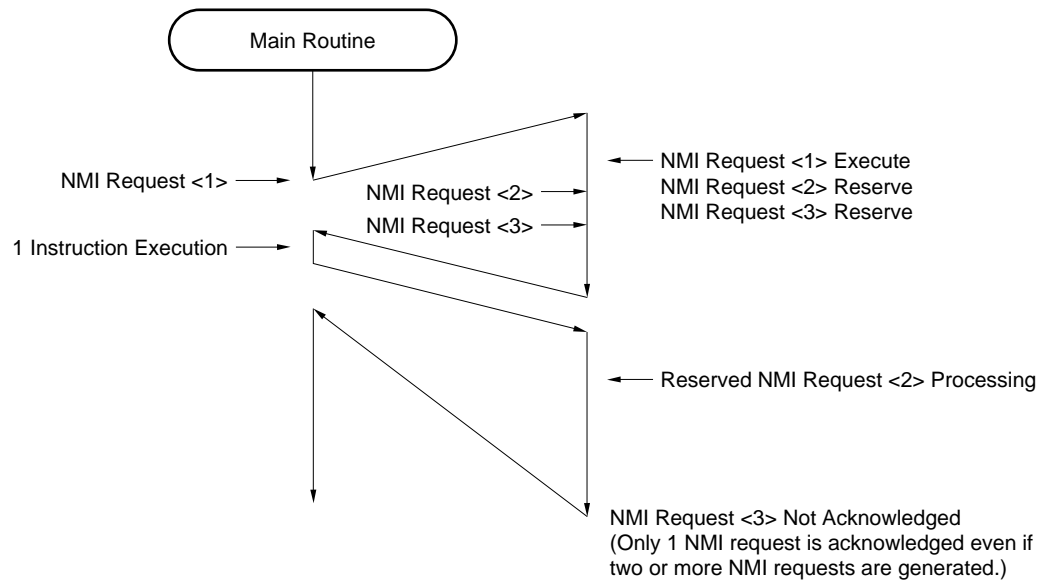 Main Routine
NMI Request <1>
NMI Request <2>
NMI Request <3>
1 Instruction Execution
NMI Request <1> Execute
NMI Request <2> Reserve
NMI Request <3> Reserve
Reserved NMI Request <2> Processing
NMI Request <3> Not Acknowledged
(Only 1 NMI request is acknowledged even if
two or more NMI requests are generated.)